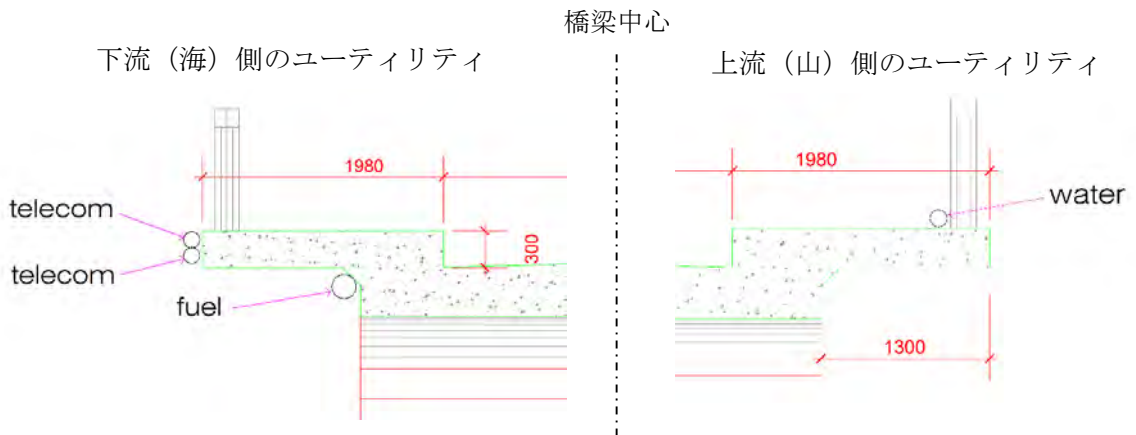 橋梁中心
下流（海）側のユーティリティ
上流（山）側のユーティリティ
1980
1980
telecom
water
telecom
300
fuel
1300